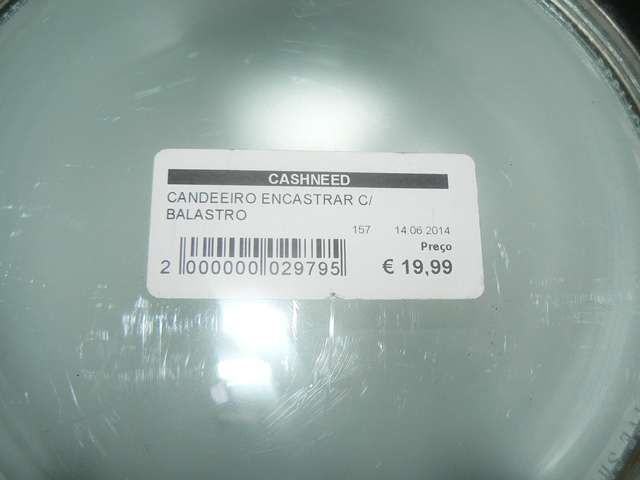 CASHNEED
CANDEEIRO ENCASTRAR C/
BALASTRO
157 14.06.2014
Preço
2 000000 029795 € 19,99